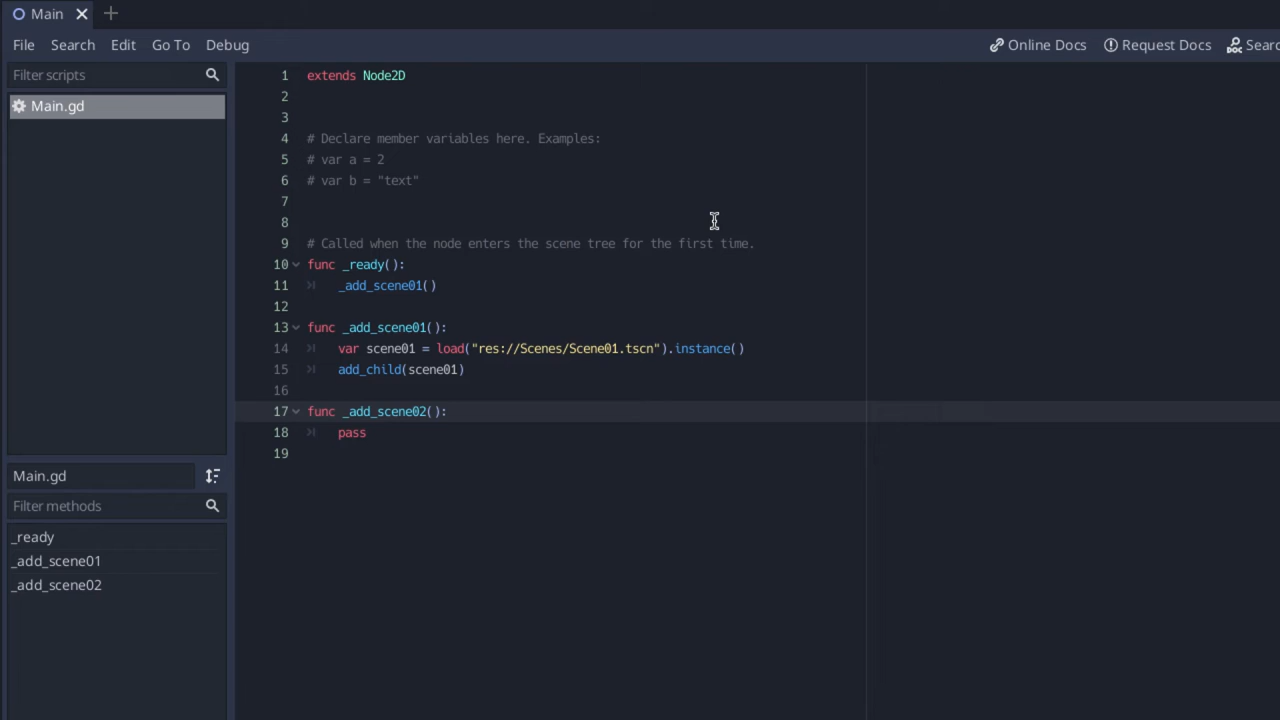 Main
File Search Edit Go To Debug
Online Docs Request Docs Searc
Filter scripts
Main.gd
1 extends Node2D
2
3
4 # Declare member variables here. Examples:
5 # var a = 2
6 # var b = "text"
7
8
9 # Called when the node enters the scene tree for the first time.
10 func _ready():
11 _add_scene01()
12
13 func _add_scene01():
14 var scene01 = load("res://Scenes/Scene01.tscn").instance()
15 add_child(scene01)
16
17 func _add_scene02():
18 pass
19
Main.gd
Filter methods
_ready
_add_scene01
_add_scene02